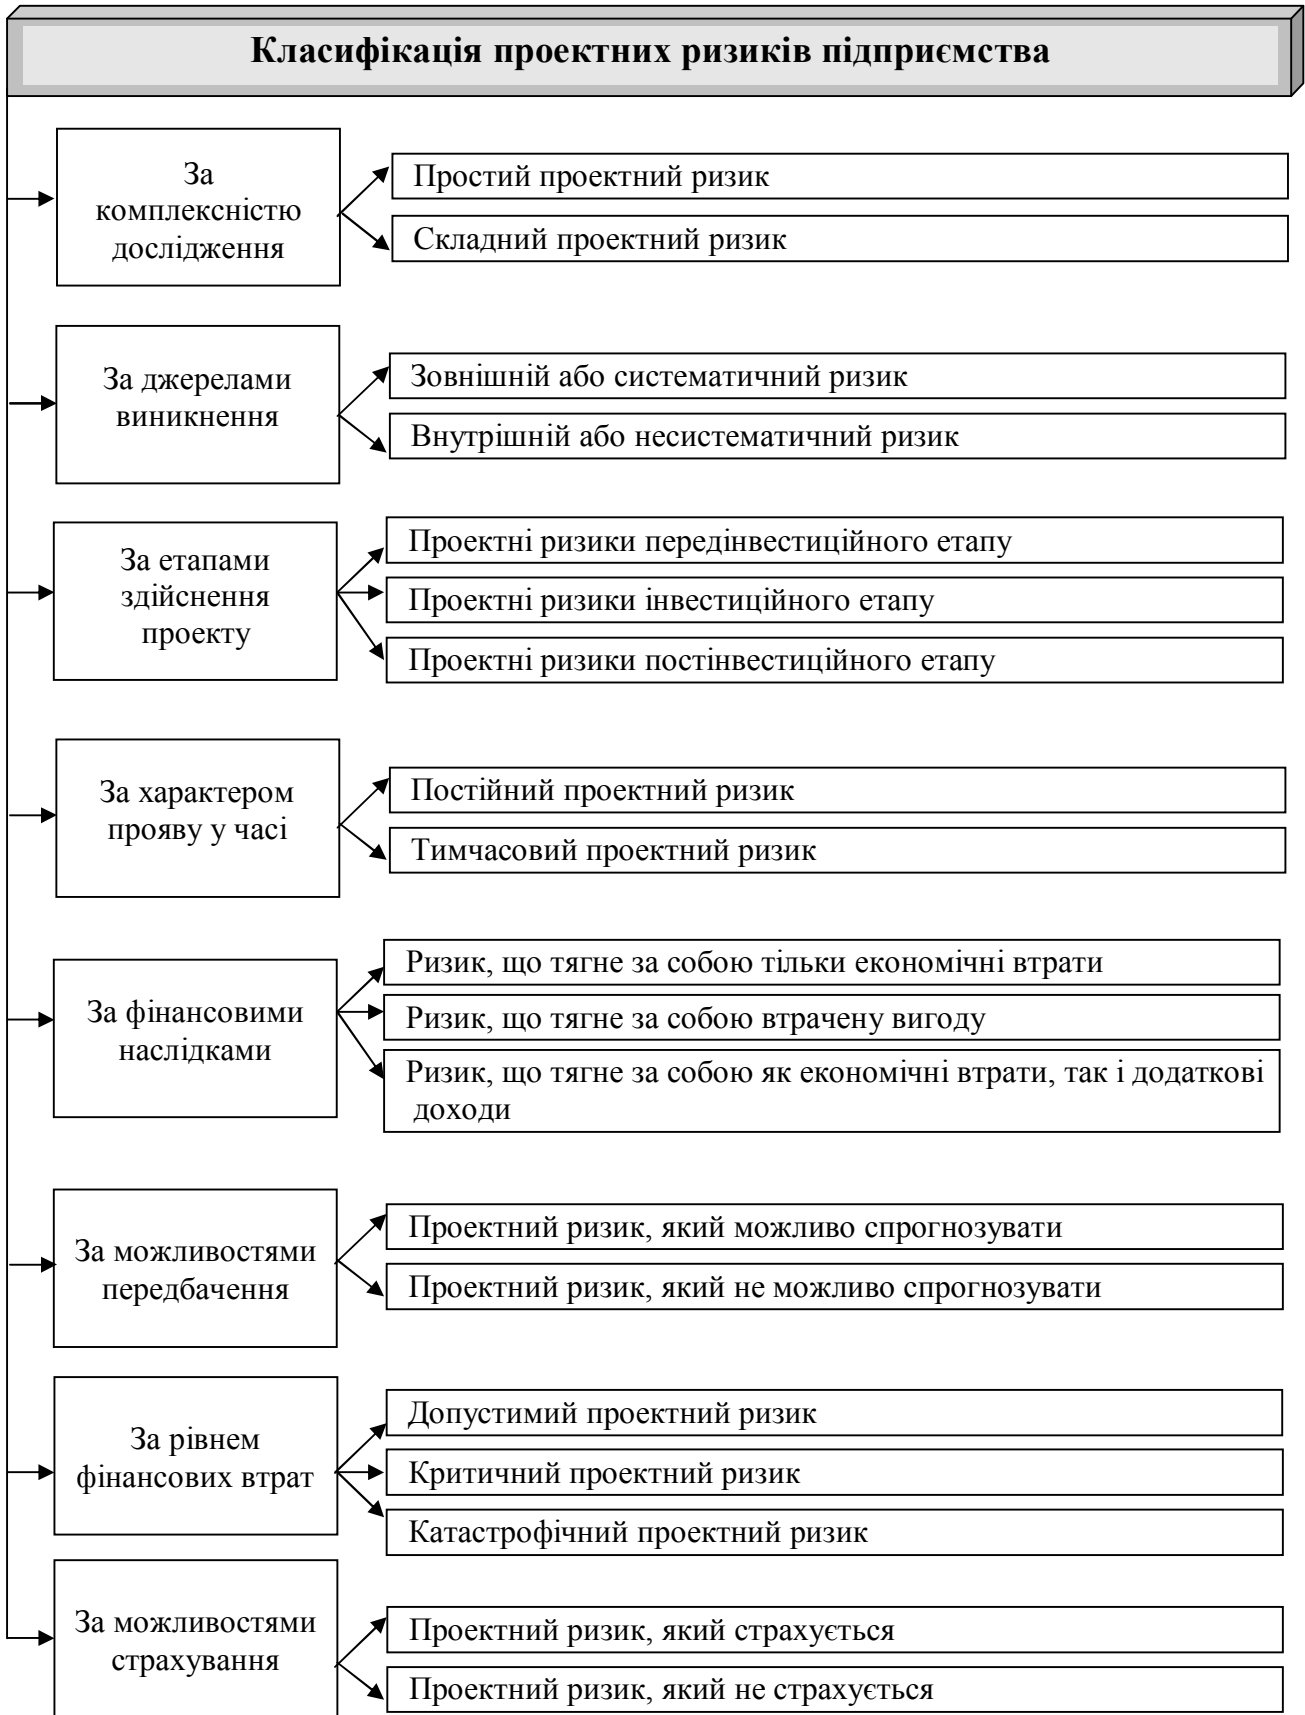 Класифікація проектних ризиків підприємства
За
комплексністю
дослідження
Простий проектний ризик
Складний проектний ризик
За джерелами
виникнення
Зовнішній або систематичний ризик
Внутрішній або несистематичний ризик
За етапами
здійснення
проекту
Проектні ризики передінвестиційного етапу
Проектні ризики інвестиційного етапу
Проектні ризики постінвестиційного етапу
За характером
прояву у часі
Постійний проектний ризик
Тимчасовий проектний ризик
За фінансовими
наслідками
Ризик, що тягне за собою тільки економічні втрати
Ризик, що тягне за собою втрачену вигоду
Ризик, що тягне за собою як економічні втрати, так і додаткові
доходи
За можливостями
передбачення
Проектний ризик, який можливо спрогнозувати
Проектний ризик, який не можливо спрогнозувати
За рівнем
фінансових втрат
Допустимий проектний ризик
Критичний проектний ризик
Катастрофічний проектний ризик
За можливостями
страхування
Проектний ризик, який страхується
Проектний ризик, який не страхується